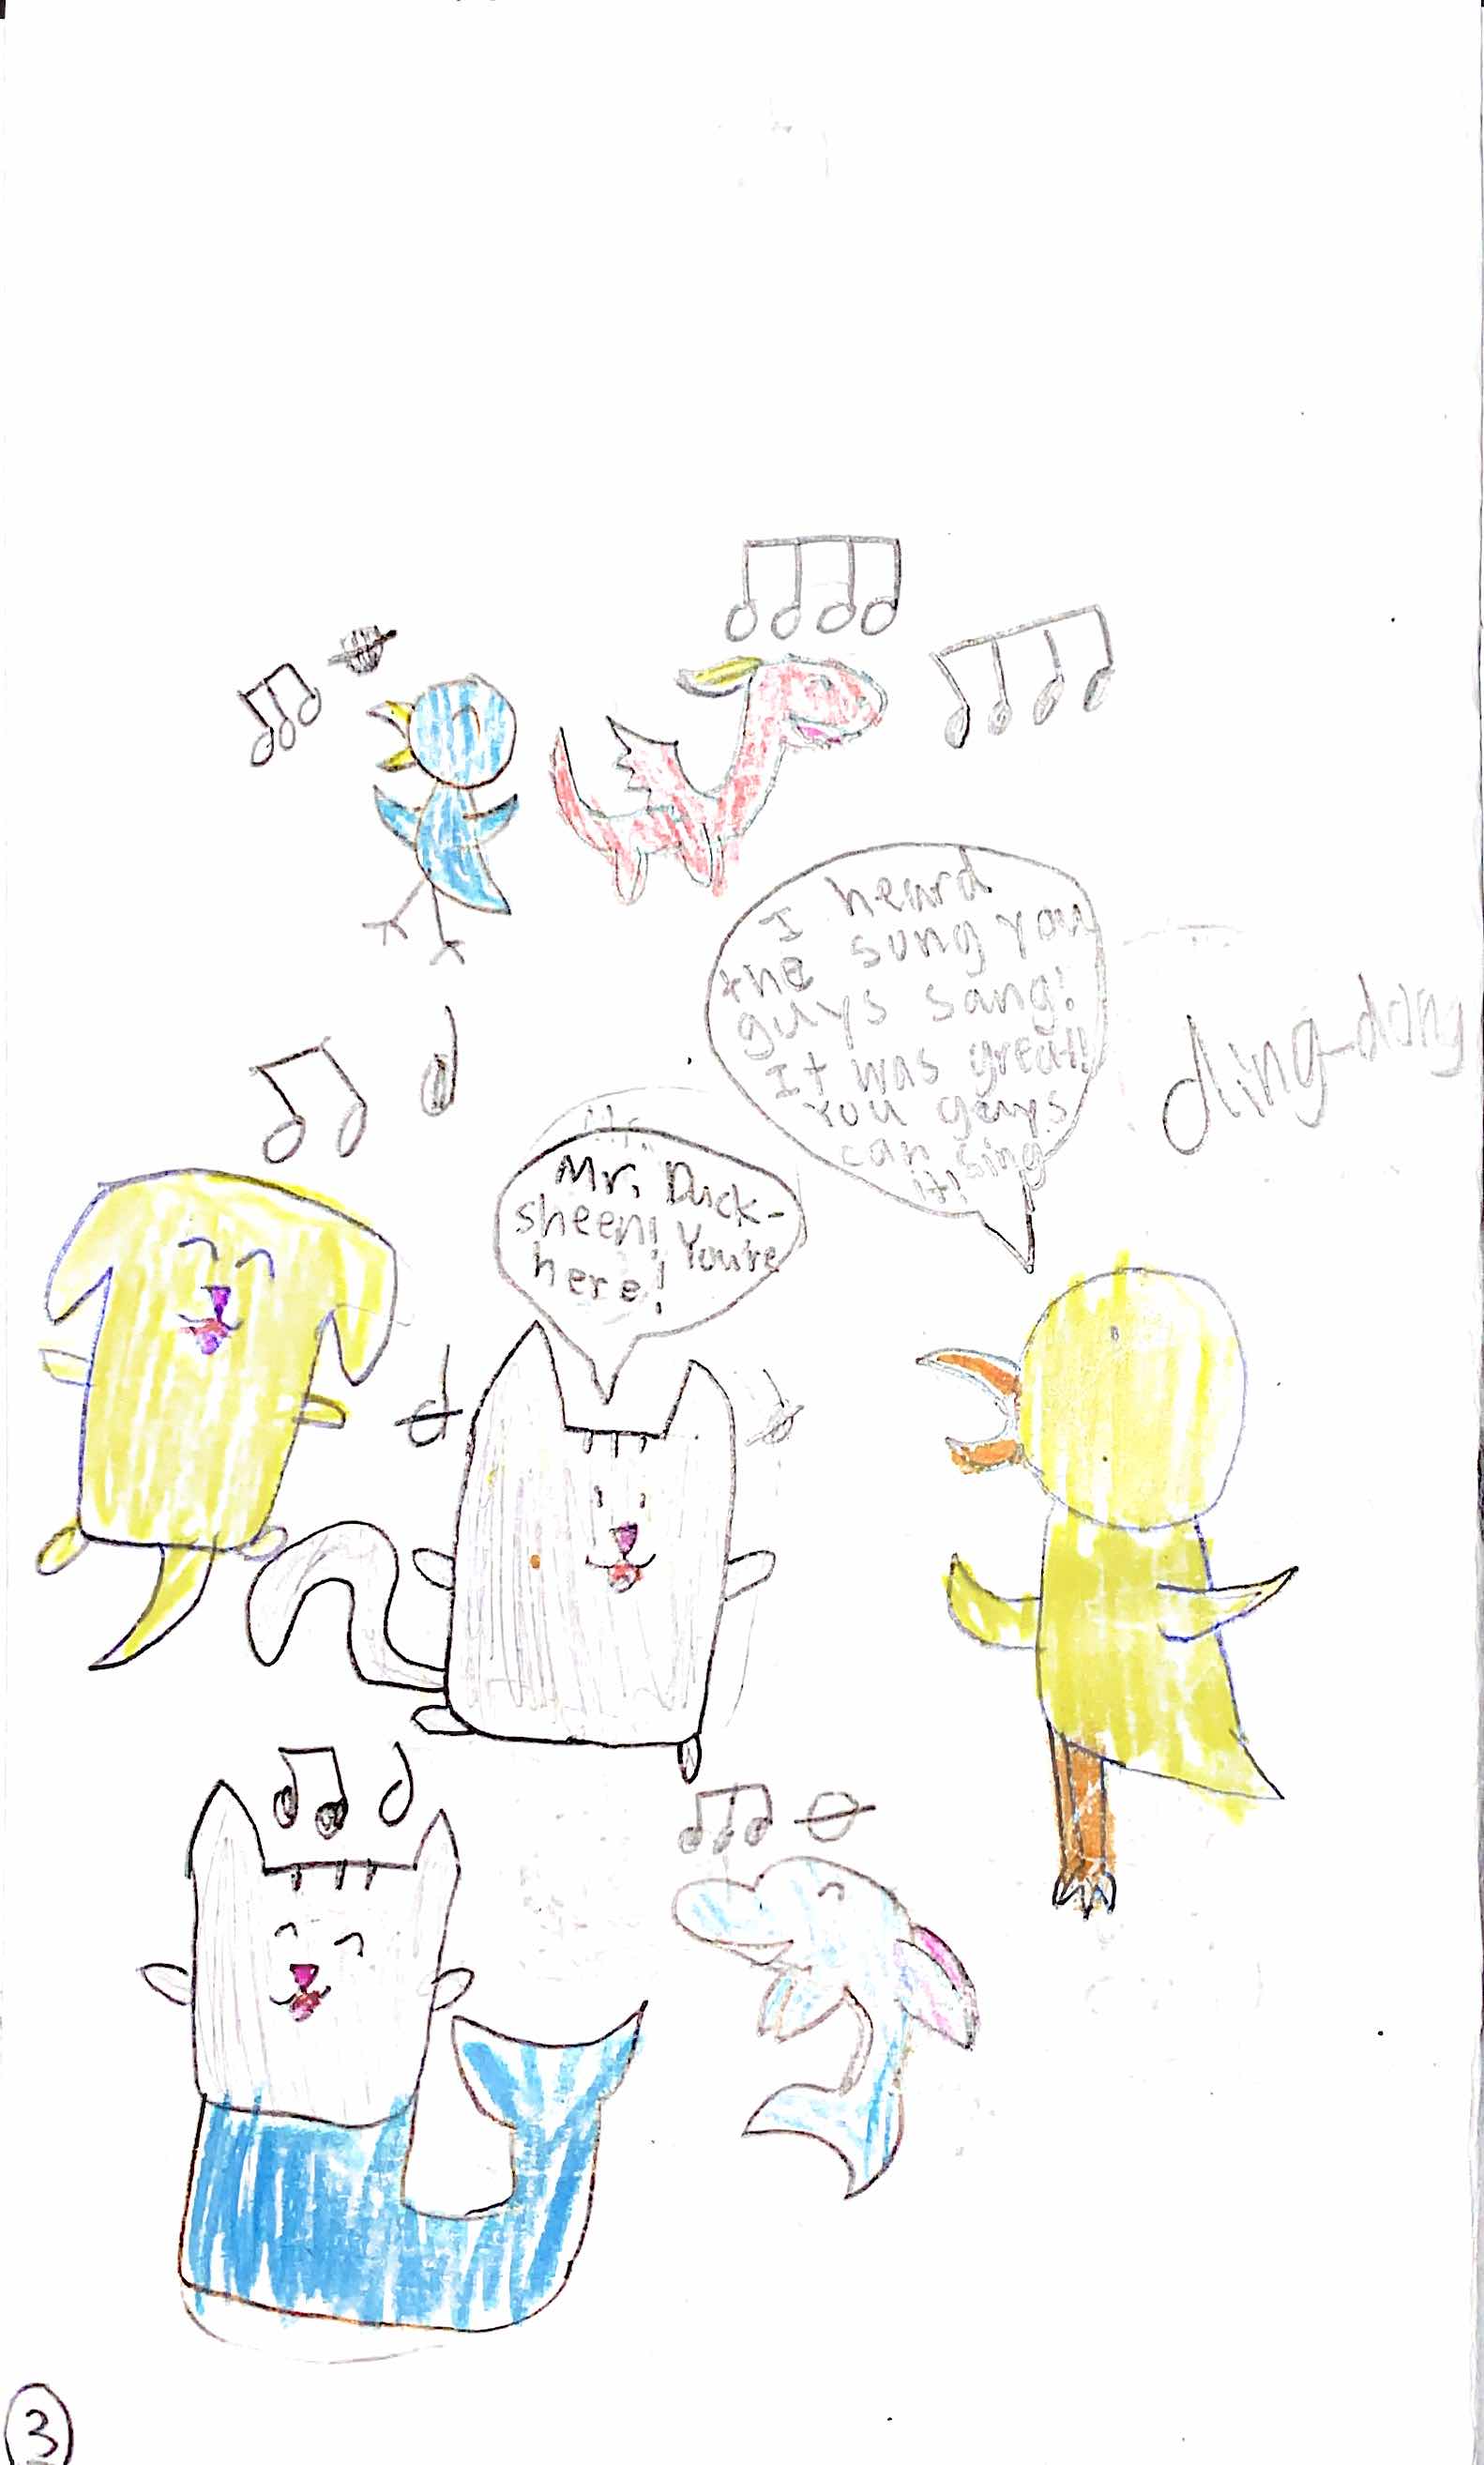 I heard
the song you
guys sang!
It was great!!
You guys
can sing
it!
ding-dong
Mr. Duck-
sheen! You're
here!
3